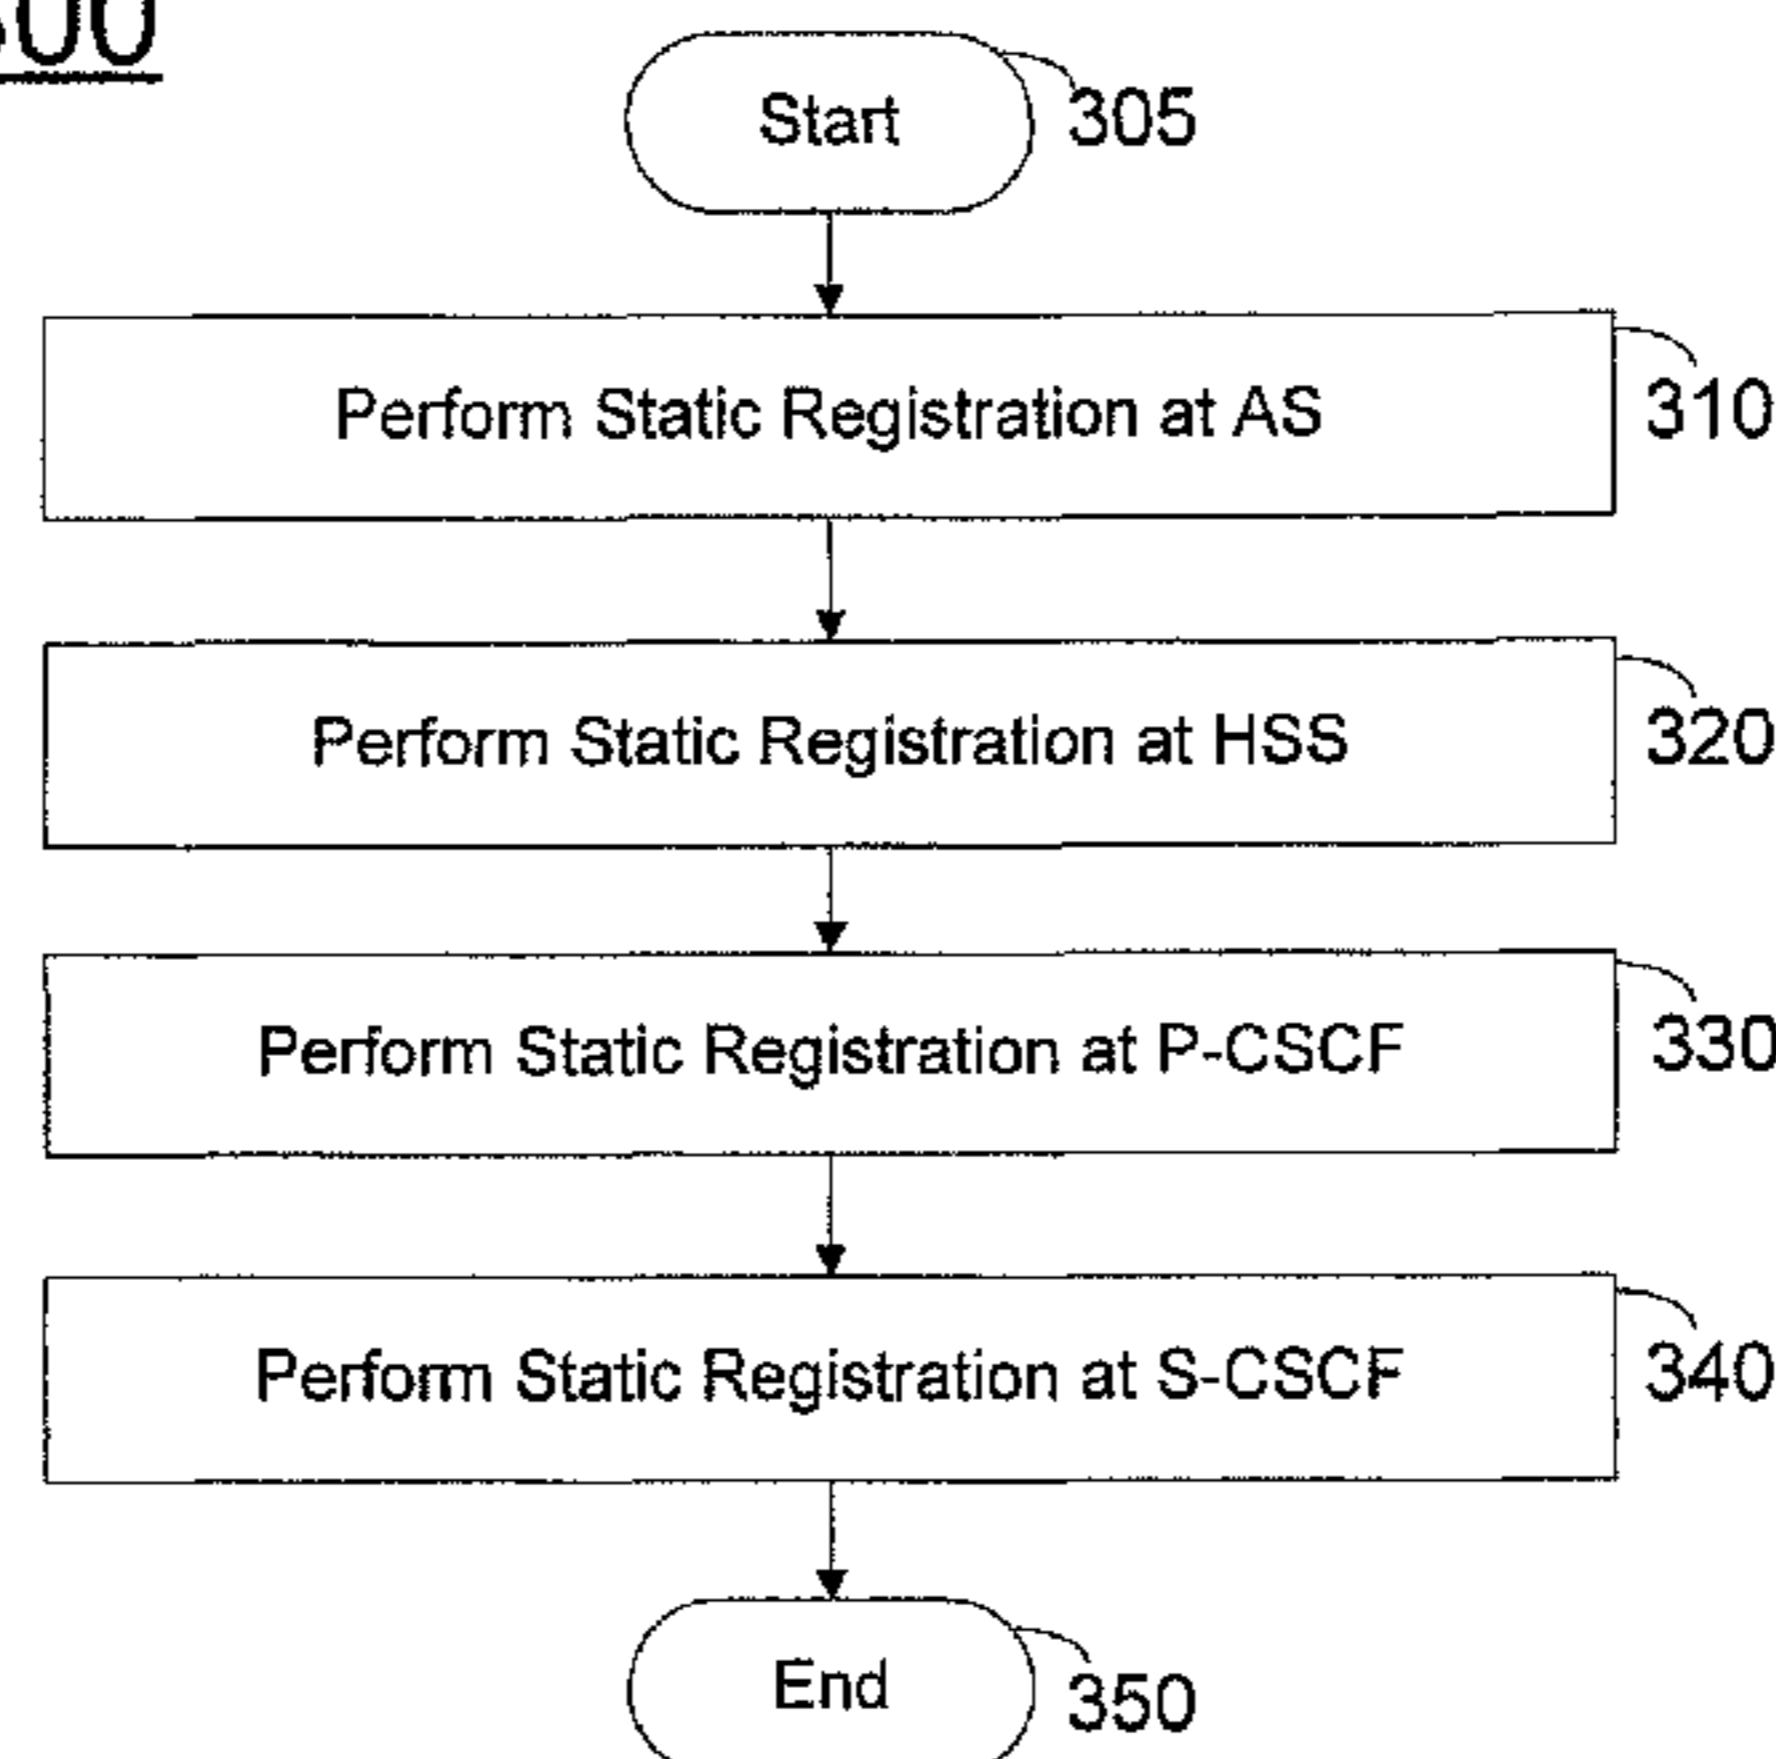 300
Start
305
Perform Static Registration at AS
310
Perform Static Registration at HSS
320
Perform Static Registration at P-CSCF
330
Perform Static Registration at S-CSCF
340
End
350